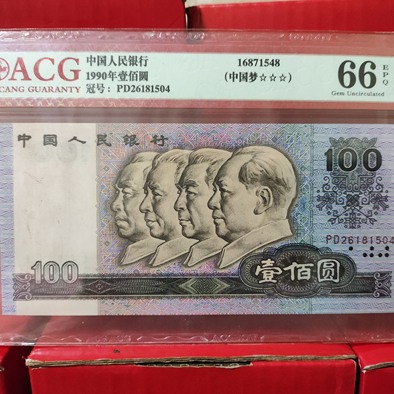 ACG
CANG GUARANTY
中国人民银行
1990年壹佰圆
冠号：PD26181504
16871548
（中国梦☆☆☆）
66 EPQ
Gem Uncirculated
中国人民银行
100
PD26181504
100
壹佰圆